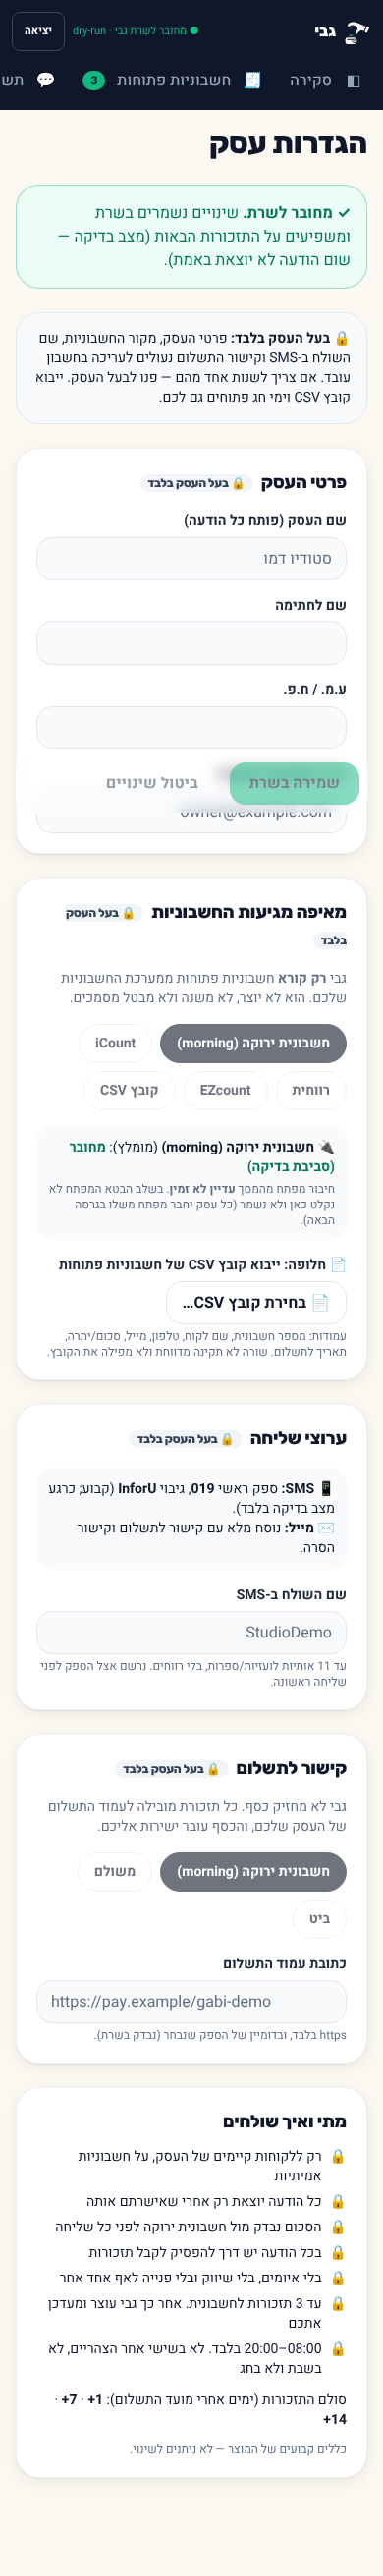 גבי
● מחובר לשרת גבי · dry-run
יציאה
סקירה
🧾 חשבוניות פתוחות 3
💬 תש
הגדרות עסק
✓ מחובר לשרת. שינויים נשמרים בשרת
ומשפיעים על התזכורות הבאות (מצב בדיקה —
שום הודעה לא יוצאת באמת).
🔒 בעל העסק בלבד: פרטי העסק, מקור החשבוניות, שם
השולח ב-SMS וקישור התשלום נעולים לעריכה בחשבון
עובד. אם צריך לשנות אחד מהם — פנו לבעל העסק. ייבוא
קובץ CSV וימי חג פתוחים גם לכם.
פרטי העסק 🔒 בעל העסק בלבד
שם העסק (פותח כל הודעה)
סטודיו דמו
שם לחתימה
ע.מ. / ח.פ.
שמירה בשרת
ביטול שינויים
owner@example.com
מאיפה מגיעות החשבוניות 🔒 בעל העסק
בלבד
גבי רק קורא חשבוניות פתוחות ממערכת החשבוניות
שלכם. הוא לא יוצר, לא משנה ולא מבטל מסמכים.
חשבונית ירוקה (morning)
iCount
רווחית
EZcount
קובץ CSV
🔌 חשבונית ירוקה (morning) (מומלץ): מחובר
(סביבת בדיקה)
חיבור מפתח מהמסך עדיין לא זמין. בשלב הבטא המפתח לא
נקלט כאן ולא נשמר (כל עסק יחבר מפתח משלו בגרסה
הבאה).
📄 חלופה: ייבוא קובץ CSV של חשבוניות פתוחות
📄 בחירת קובץ CSV…
עמודות: מספר חשבונית, שם לקוח, טלפון, מייל, סכום/יתרה,
תאריך לתשלום. שורה לא תקינה מדווחת ולא מפילה את הקובץ.
ערוצי שליחה 🔒 בעל העסק בלבד
📱 SMS: ספק ראשי 019, גיבוי InforU (קבוע; כרגע
מצב בדיקה בלבד).
✉️ מייל: נוסח מלא עם קישור לתשלום וקישור
הסרה.
שם השולח ב-SMS
StudioDemo
עד 11 אותיות לועזיות/ספרות, בלי רווחים. נרשם אצל הספק לפני
שליחה ראשונה.
קישור לתשלום 🔒 בעל העסק בלבד
גבי לא מחזיק כסף. כל תזכורת מובילה לעמוד התשלום
של העסק שלכם, והכסף עובר ישירות אליכם.
חשבונית ירוקה (morning)
משולם
ביט
כתובת עמוד התשלום
https://pay.example/gabi-demo
https בלבד, ובדומיין של הספק שנבחר (נבדק בשרת).
מתי ואיך שולחים
🔒 רק ללקוחות קיימים של העסק, על חשבוניות
אמיתיות
🔒 כל הודעה יוצאת רק אחרי שאישרתם אותה
🔒 הסכום נבדק מול חשבונית ירוקה לפני כל שליחה
🔒 בכל הודעה יש דרך להפסיק לקבל תזכורות
🔒 בלי איומים, בלי שיווק ובלי פנייה לאף אחד אחר
🔒 עד 3 תזכורות לחשבונית. אחר כך גבי עוצר ומעדכן
אתכם
🔒 08:00–20:00 בלבד. לא בשישי אחר הצהריים, לא
בשבת ולא בחג
סולם התזכורות (ימים אחרי מועד התשלום): +1 · +7 ·
+14
כללים קבועים של המוצר — לא ניתנים לשינוי.